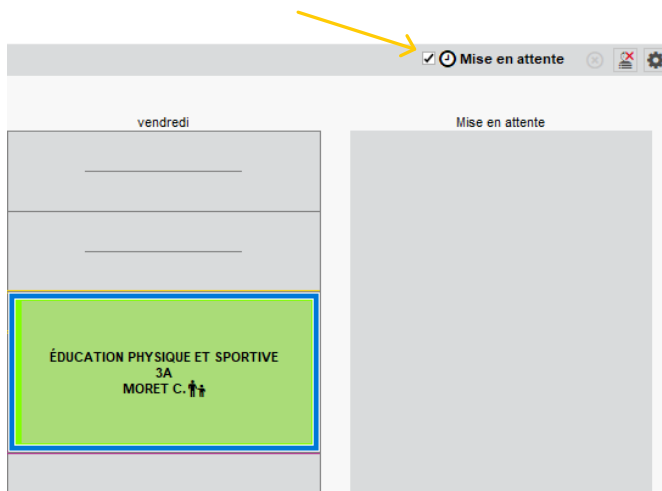 Mise en attente
vendredi
Mise en attente
ÉDUCATION PHYSIQUE ET SPORTIVE
3A
MORET C.